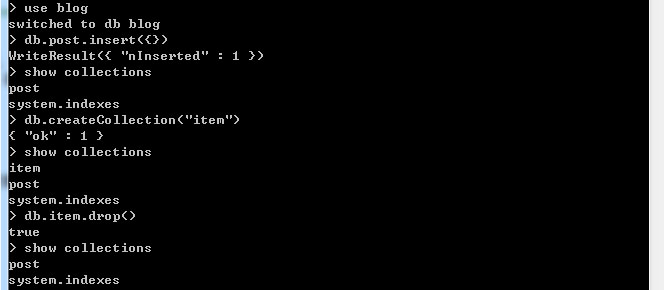 > use blog
switched to db blog
> db.post.insert({})
WriteResult({ "nInserted" : 1 })
> show collections
post
system.indexes
> db.createCollection("item")
{ "ok" : 1 }
> show collections
item
post
system.indexes
> db.item.drop()
true
> show collections
post
system.indexes